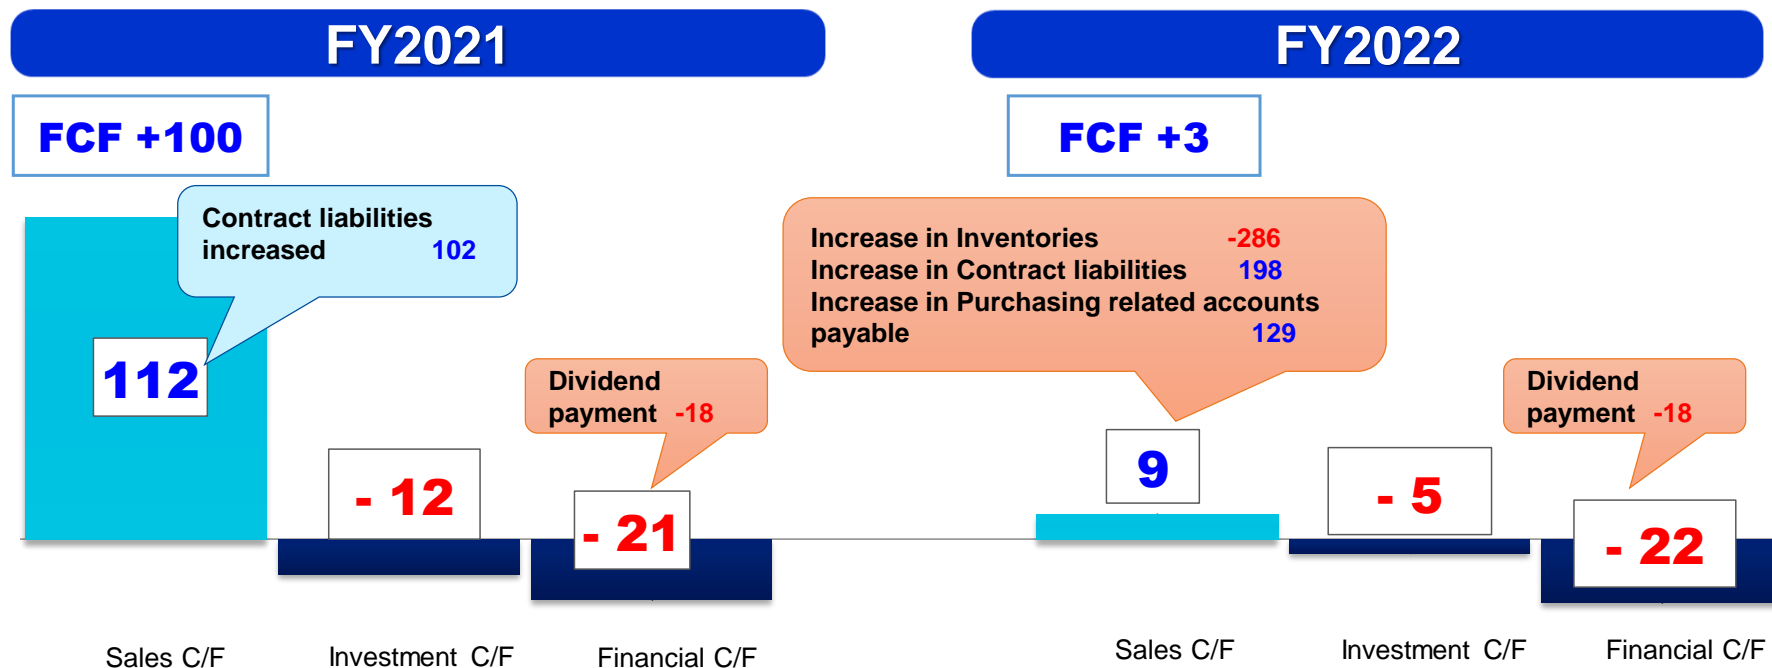 FY2021
FCF +100
Contract liabilities
increased 102
112
- 12
Dividend
payment -18
- 21
Sales C/F
Investment C/F
Financial C/F
FY2022
FCF +3
Increase in Inventories -286
Increase in Contract liabilities 198
Increase in Purchasing related accounts
payable 129
9
- 5
Dividend
payment -18
- 22
Sales C/F
Investment C/F
Financial C/F